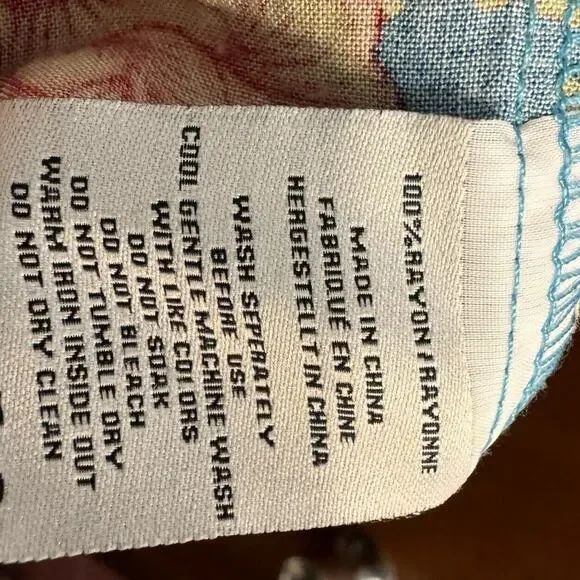 100% RAYON / RAYONNE
MADE IN CHINA
FABRIQUÉ EN CHINE
HERGESTELLT IN CHINA
WASH SEPERATELY
BEFORE USE
COOL GENTLE MACHINE WASH
WITH LIKE COLORS
DO NOT SOAK
DO NOT BLEACH
DO NOT TUMBLE DRY
WARM IRON INSIDE OUT
DO NOT DRY CLEAN